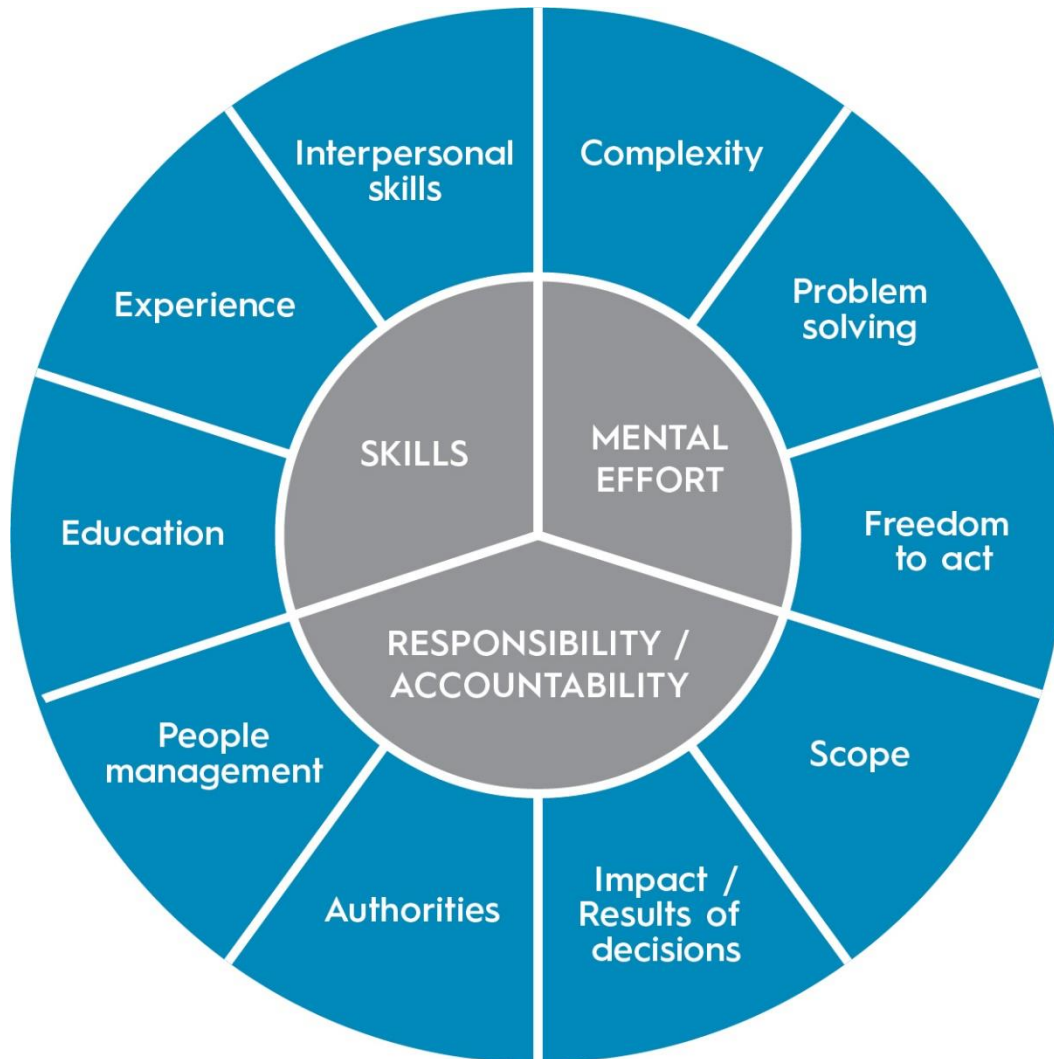 Interpersonal
skills
Complexity
Problem
solving
Freedom
to act
Scope
Impact /
Results of
decisions
Authorities
People
management
Education
Experience
SKILLS
MENTAL
EFFORT
RESPONSIBILITY /
ACCOUNTABILITY